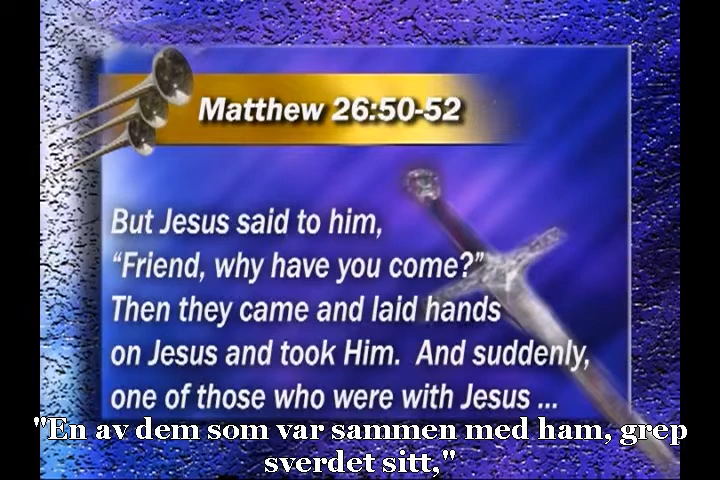 Matthew 26:50-52
But Jesus said to him,
“Friend, why have you come?”
Then they came and laid hands
on Jesus and took Him.  And suddenly,
one of those who were with Jesus ...
"En av dem som var sammen med ham, grep
sverdet sitt,"